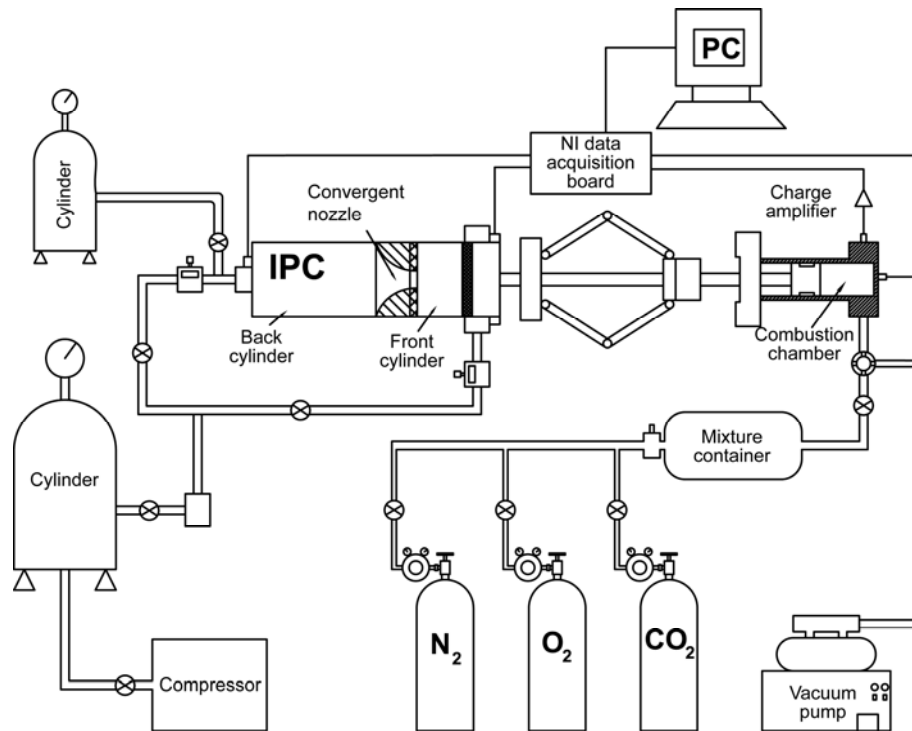 PC
NI data
acquisition
board
Cylinder
Convergent
nozzle
Charge
amplifier
IPC
Back
cylinder
Front
cylinder
Combustion
chamber
Cylinder
Mixture
container
N₂
O₂
CO₂
Compressor
Vacuum
pump